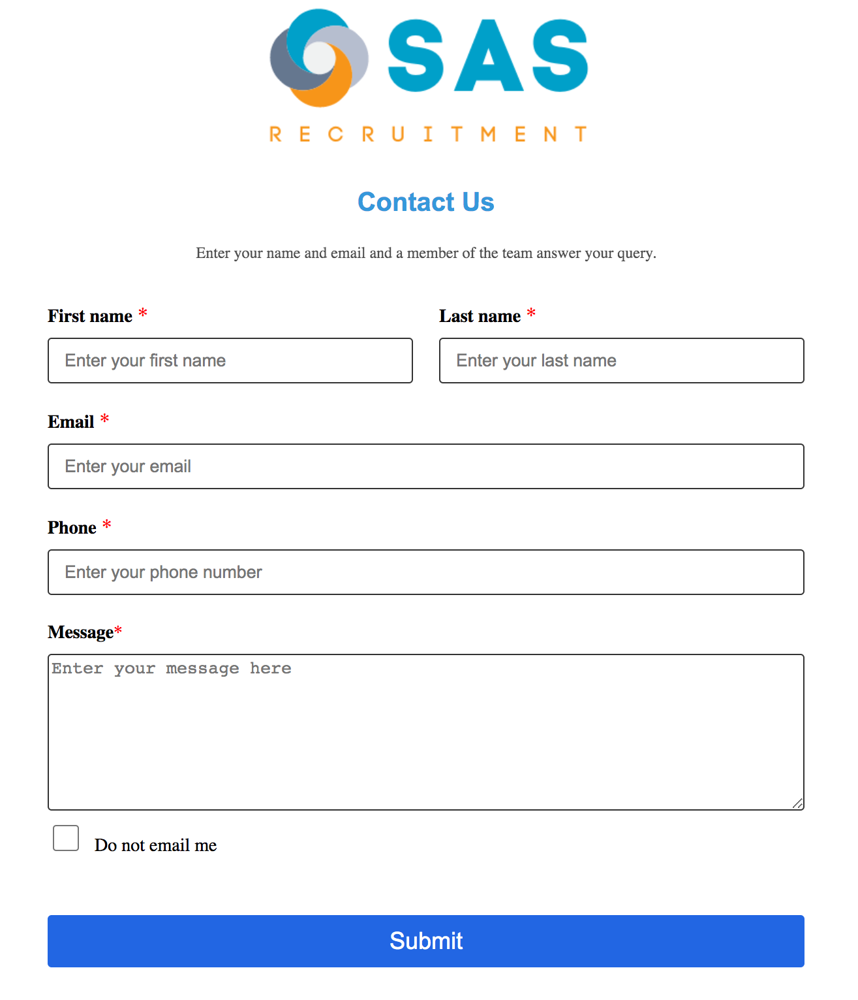 SAS
RECRUITMENT
Contact Us
Enter your name and email and a member of the team answer your query.
First name *
Last name *
Enter your first name
Enter your last name
Email *
Enter your email
Phone *
Enter your phone number
Message*
Enter your message here
Do not email me
Submit